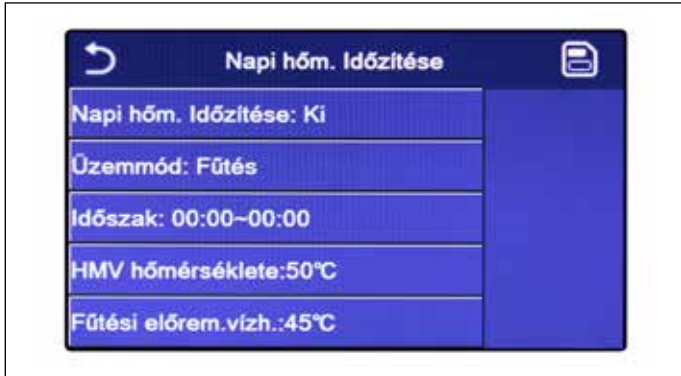 Napi hőm. Időzítése
Napi hőm. Időzítése: Ki
Üzemmód: Fűtés
Időszak: 00:00~00:00
HMV hőmérséklete:50℃
Fűtési előrem.vízh.:45℃